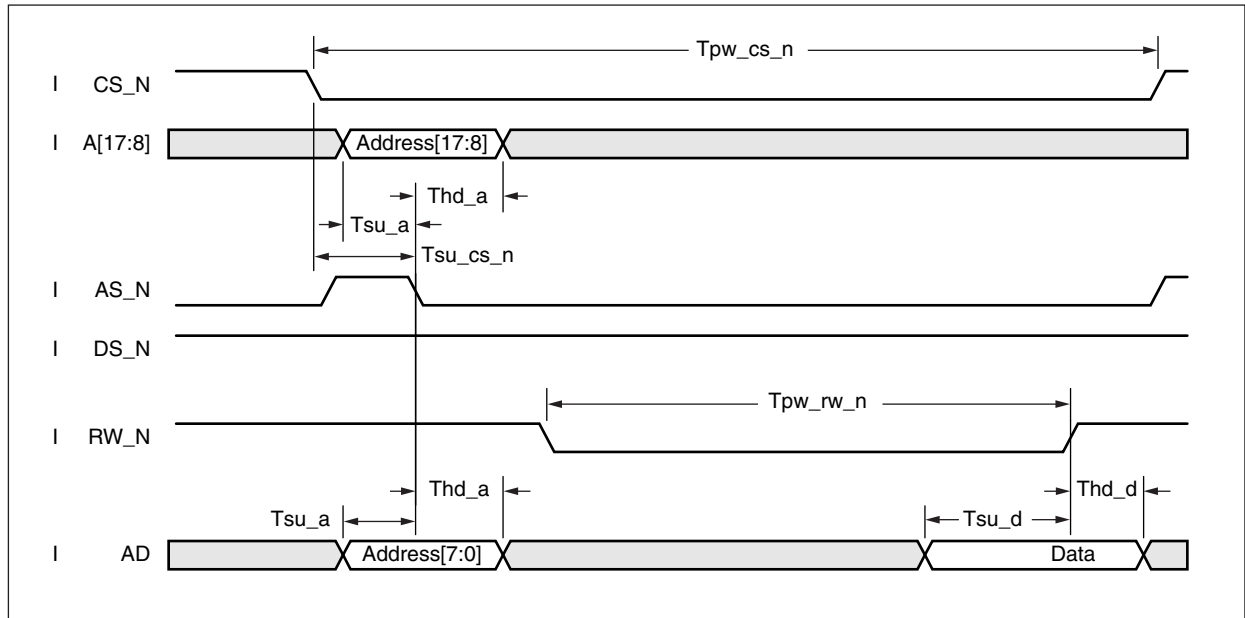 Tpw_cs_n
I CS_N
I A[17:8] Address[17:8]
Thd_a
Tsu_a
Tsu_cs_n
I AS_N
I DS_N
Tpw_rw_n
I RW_N
Thd_a Thd_d
Tsu_a Tsu_d
I AD Address[7:0] Data